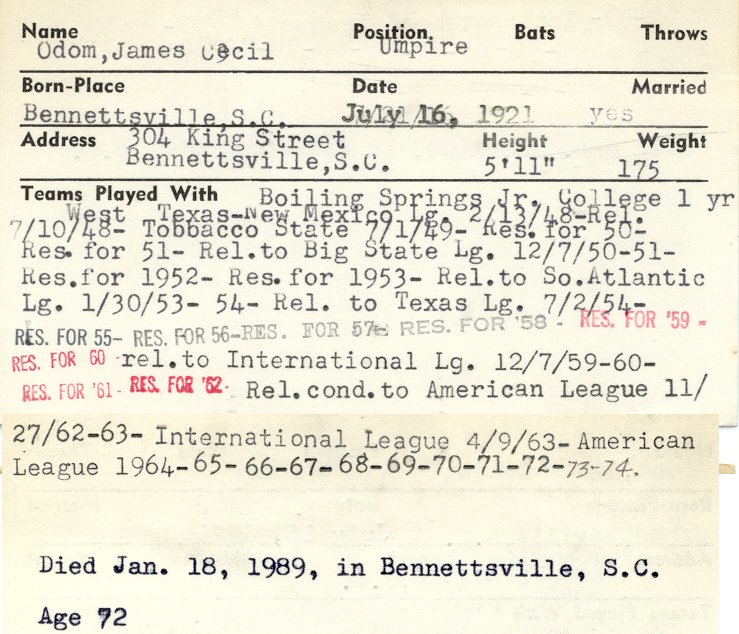 Name Position Bats Throws
Odom,James Cecil Umpire
Born-Place Date Married
Bennettsville,S.C. July 16, 1921 yes
Address 304 King Street Height Weight
Bennettsville,S.C. 5'11" 175
Teams Played With Boiling Springs Jr. College 1 yr
West Texas-New Mexico Lg. 2/13/48-Rel.
7/10/48- Tobbacco State 7/1/49- Res. for 50-
Res. for 51- Rel.to Big State Lg. 12/7/50-51-
Res.for 1952- Res.for 1953- Rel.to So.Atlantic
Lg. 1/30/53- 54- Rel. to Texas Lg. 7/2/54-
RES. FOR 55- RES. FOR 56-RES. FOR 57- RES. FOR '58 - RES. FOR '59 -
RES. FOR 60 -rel.to International Lg. 12/7/59-60-
RES. FOR '61- RES. FOR '62- Rel.cond.to American League 11/
27/62-63- International League 4/9/63- American
League 1964-65-66-67-68-69-70-71-72-73-74.
Died Jan. 18, 1989, in Bennettsville, S.C.
Age 72